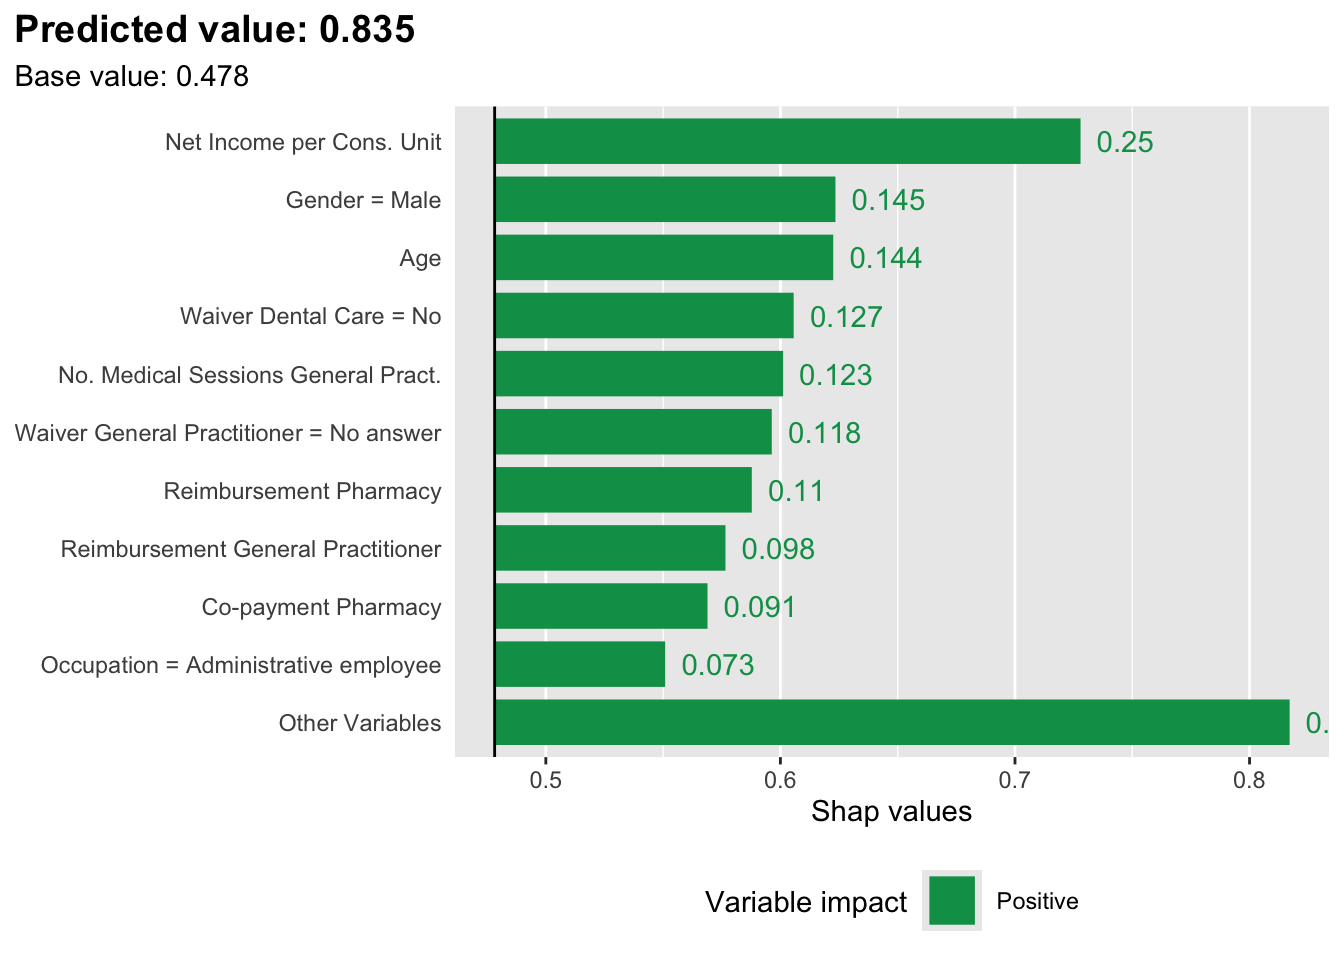 Predicted value: 0.835
Base value: 0.478
Net Income per Cons. Unit
0.25
Gender = Male
0.145
Age
0.144
Waiver Dental Care = No
0.127
No. Medical Sessions General Pract.
0.123
Waiver General Practitioner = No answer
0.118
Reimbursement Pharmacy
0.11
Reimbursement General Practitioner
0.098
Co-payment Pharmacy
0.091
Occupation = Administrative employee
0.073
Other Variables
0.
0.5 0.6 0.7 0.8
Shap values
Variable impact Positive